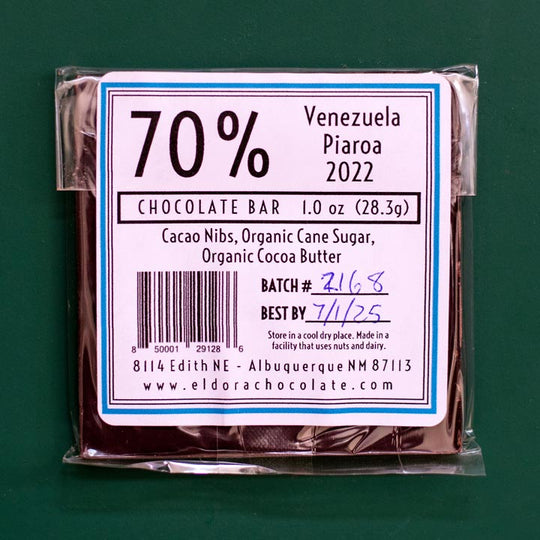 70%
Venezuela
Piaroa
2022
CHOCOLATE BAR 1.0 oz (28.3g)
Cacao Nibs, Organic Cane Sugar,
Organic Cocoa Butter
BATCH # 2168
BEST BY 7/1/25
Store in a cool dry place. Made in a
facility that uses nuts and dairy.
8 50001 29128 6
8114 Edith NE - Albuquerque NM 87113
www.eldorachocolate.com